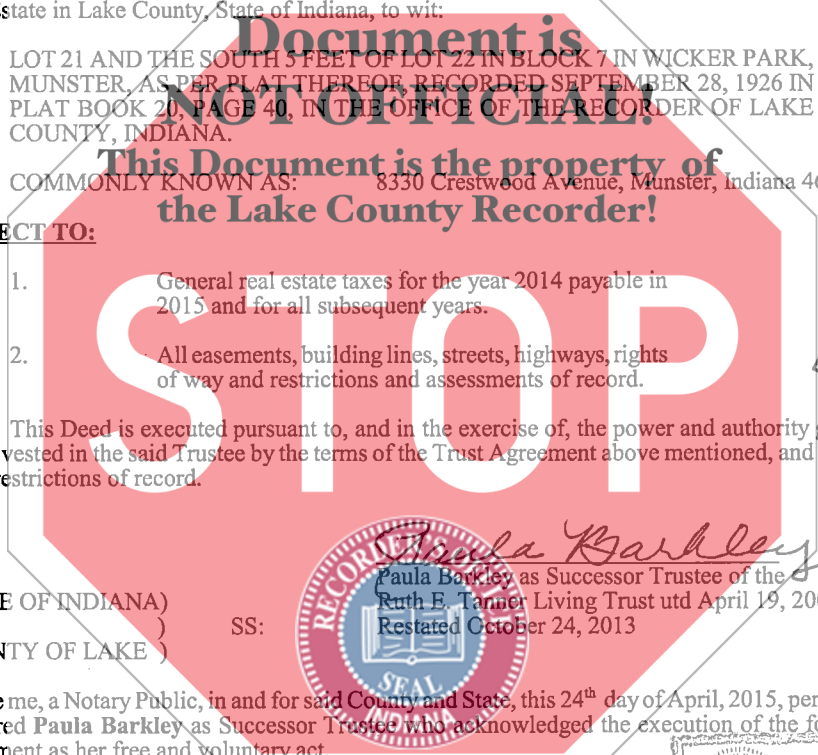 Estate in Lake County, State of Indiana, to wit:
Document is
LOT 21 AND THE SOUTH 5 FEET OF LOT 22 IN BLOCK 7 IN WICKER PARK,
MUNSTER, AS PER PLAT THEREOF, RECORDED SEPTEMBER 28, 1926 IN
NOT OFFICIAL!
PLAT BOOK 20, PAGE 40, IN THE OFFICE OF THE RECORDER OF LAKE
COUNTY, INDIANA.
This Document is the property of
COMMONLY KNOWN AS: 8330 Crestwood Avenue, Munster, Indiana 46
the Lake County Recorder!
ECT TO:
1. General real estate taxes for the year 2014 payable in
2015 and for all subsequent years.
STOP
2. All easements, building lines, streets, highways, rights
of way and restrictions and assessments of record.
This Deed is executed pursuant to, and in the exercise of, the power and authority
vested in the said Trustee by the terms of the Trust Agreement above mentioned, and
estrictions of record.
Paula Barkley
Paula Barkley as Successor Trustee of the
E OF INDIANA) Ruth E. Tanner Living Trust utd April 19, 200
) SS: Restated October 24, 2013
NTY OF LAKE )
SEAL
e me, a Notary Public, in and for said County and State, this 24th day of April, 2015, per
red Paula Barkley as Successor Trustee who acknowledged the execution of the fo
ment as her free and voluntary act